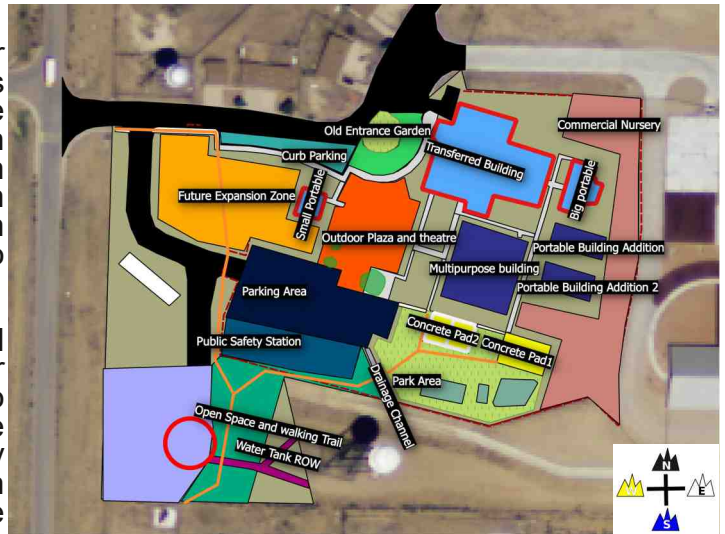 Old Entrance Garden
Commercial Nursery
Curb Parking
Transferred Building
Future Expansion Zone
Small Portable
Big portable
Outdoor Plaza and theatre
Portable Building Addition
Multipurpose building
Parking Area
Portable Building Addition 2
Concrete Pad2
Public Safety Station
Concrete Pad1
Park Area
Drainage Channel
Open Space and walking Trail
Water Tank ROW
N
E
S